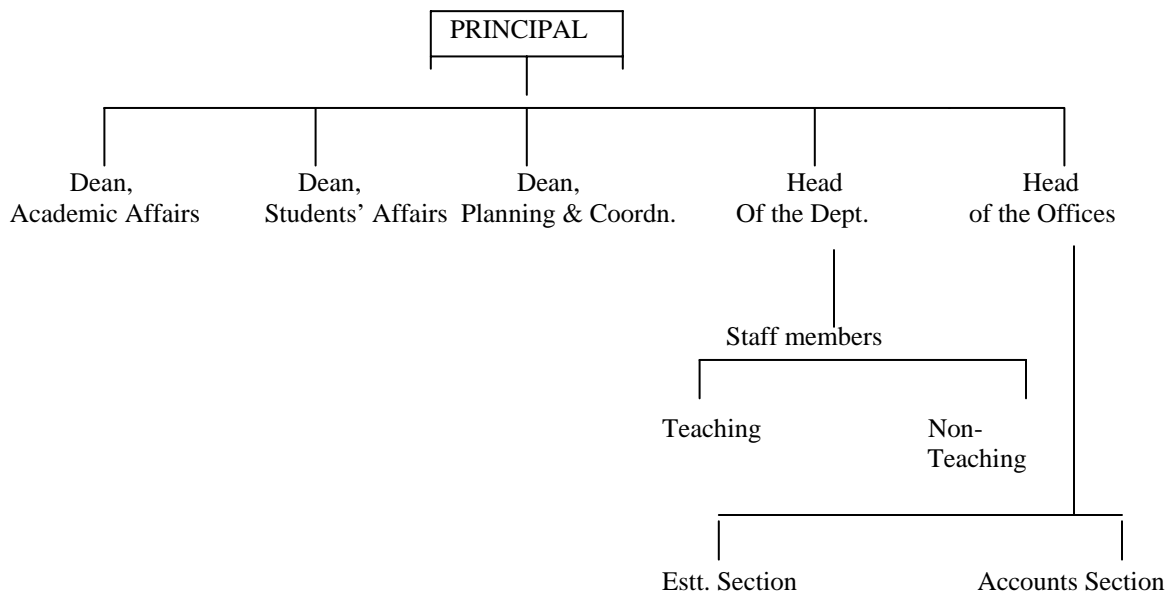 PRINCIPAL
Dean,
Academic Affairs
Dean,
Students’ Affairs
Dean,
Planning & Coordn.
Head
Of the Dept.
Head
of the Offices
Staff members
Teaching
Non-
Teaching
Estt. Section
Accounts Section